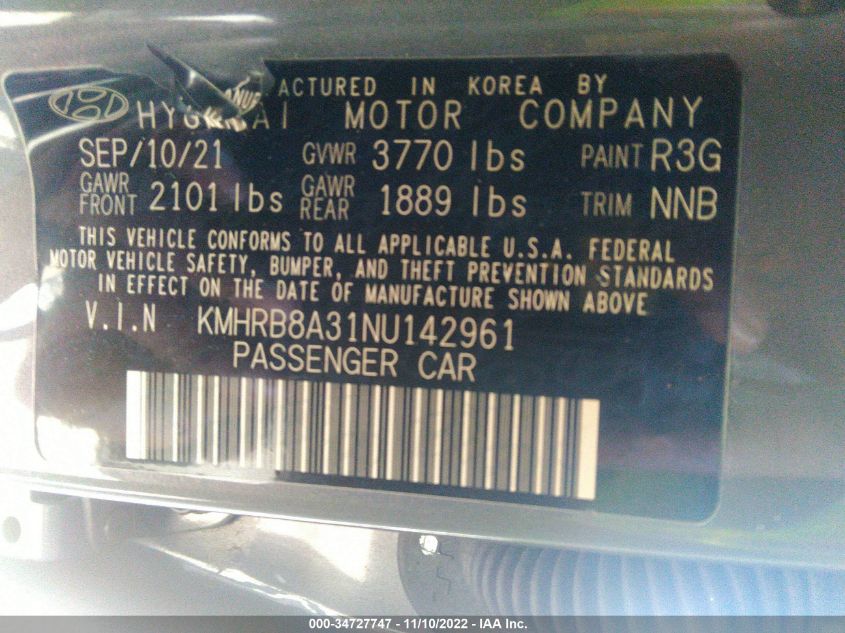 ACTURED IN KOREA BY
HYUNDAI MOTOR COMPANY
SEP/10/21 GVWR 3770 lbs PAINT R3G
GAWR FRONT 2101 lbs GAWR REAR 1889 lbs TRIM NNB
THIS VEHICLE CONFORMS TO ALL APPLICABLE U.S.A. FEDERAL
MOTOR VEHICLE SAFETY, BUMPER, AND THEFT PREVENTION STANDARDS
IN EFFECT ON THE DATE OF MANUFACTURE SHOWN ABOVE
V.I.N KMHRB8A31NU142961
PASSENGER CAR
000-34727747 - 11/10/2022 - IAA Inc.